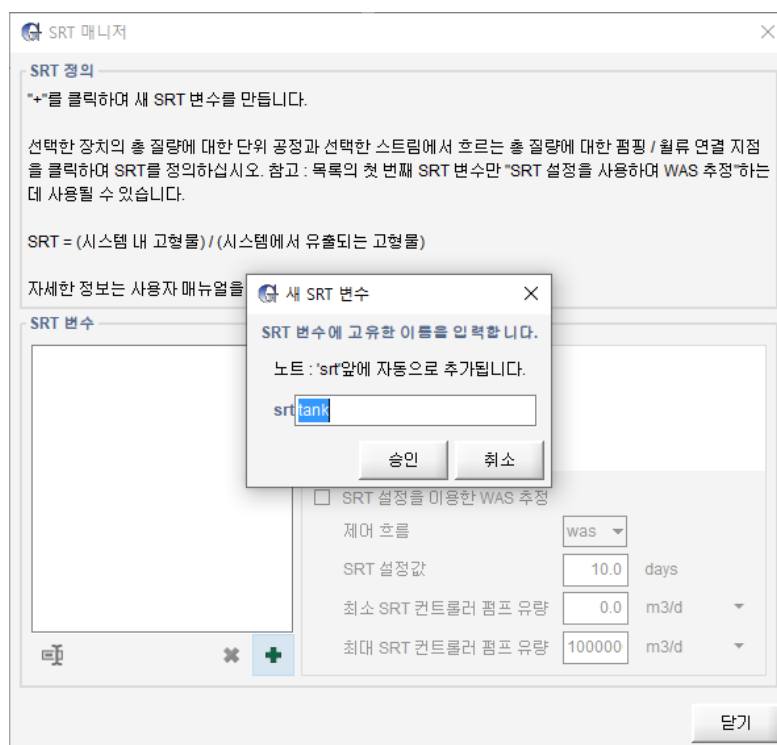 SRT 매니저
SRT 정의
"+"를 클릭하여 새 SRT 변수를 만듭니다.
선택한 장치의 총 질량에 대한 단위 공정과 선택한 스트림에서 흐르는 총 질량에 대한 펌핑 / 월류 연결 지점
을 클릭하여 SRT를 정의하십시오. 참고 : 목록의 첫 번째 SRT 변수만 "SRT 설정을 사용하여 WAS 추정"하는
데 사용될 수 있습니다.
SRT = (시스템 내 고형물) / (시스템에서 유출되는 고형물)
자세한 정보는 사용자 매뉴얼을
SRT 변수
새 SRT 변수
SRT 변수에 고유한 이름을 입력합니다.
노트 : 'srt'앞에 자동으로 추가됩니다.
srt tank
승인 취소
SRT 설정을 이용한 WAS 추정
제어 흐름 was
SRT 설정값 10.0 days
최소 SRT 컨트롤러 펌프 유량 0.0 m3/d
최대 SRT 컨트롤러 펌프 유량 100000 m3/d
닫기